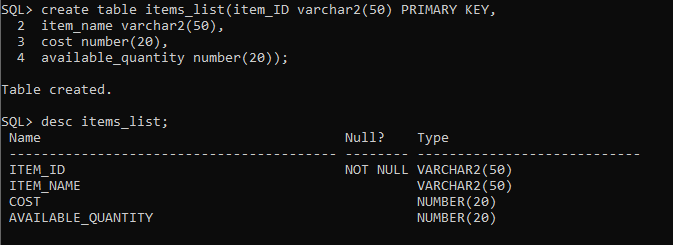 SQL> create table items_list(item_ID varchar2(50) PRIMARY KEY,
  2  item_name varchar2(50),
  3  cost number(20),
  4  available_quantity number(20));
Table created.
SQL> desc items_list;
 Name                                      Null?    Type
 ----------------------------------------- -------- ----------------------------
 ITEM_ID                                   NOT NULL VARCHAR2(50)
 ITEM_NAME                                          VARCHAR2(50)
 COST                                               NUMBER(20)
 AVAILABLE_QUANTITY                                 NUMBER(20)